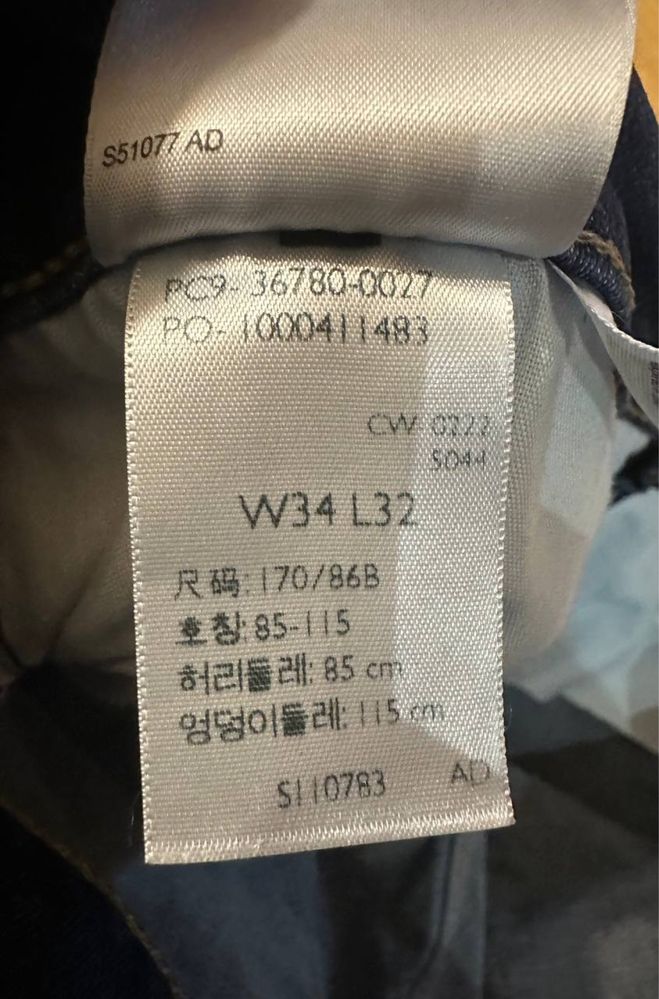 S51077 AD
PC9- 36780-0027
PO- 1000411483
CW 0222
S044
W34 L32
尺码: 170/86B
호칭: 85-115
허리둘레: 85 cm
엉덩이둘레: 115 cm
S110783 AD